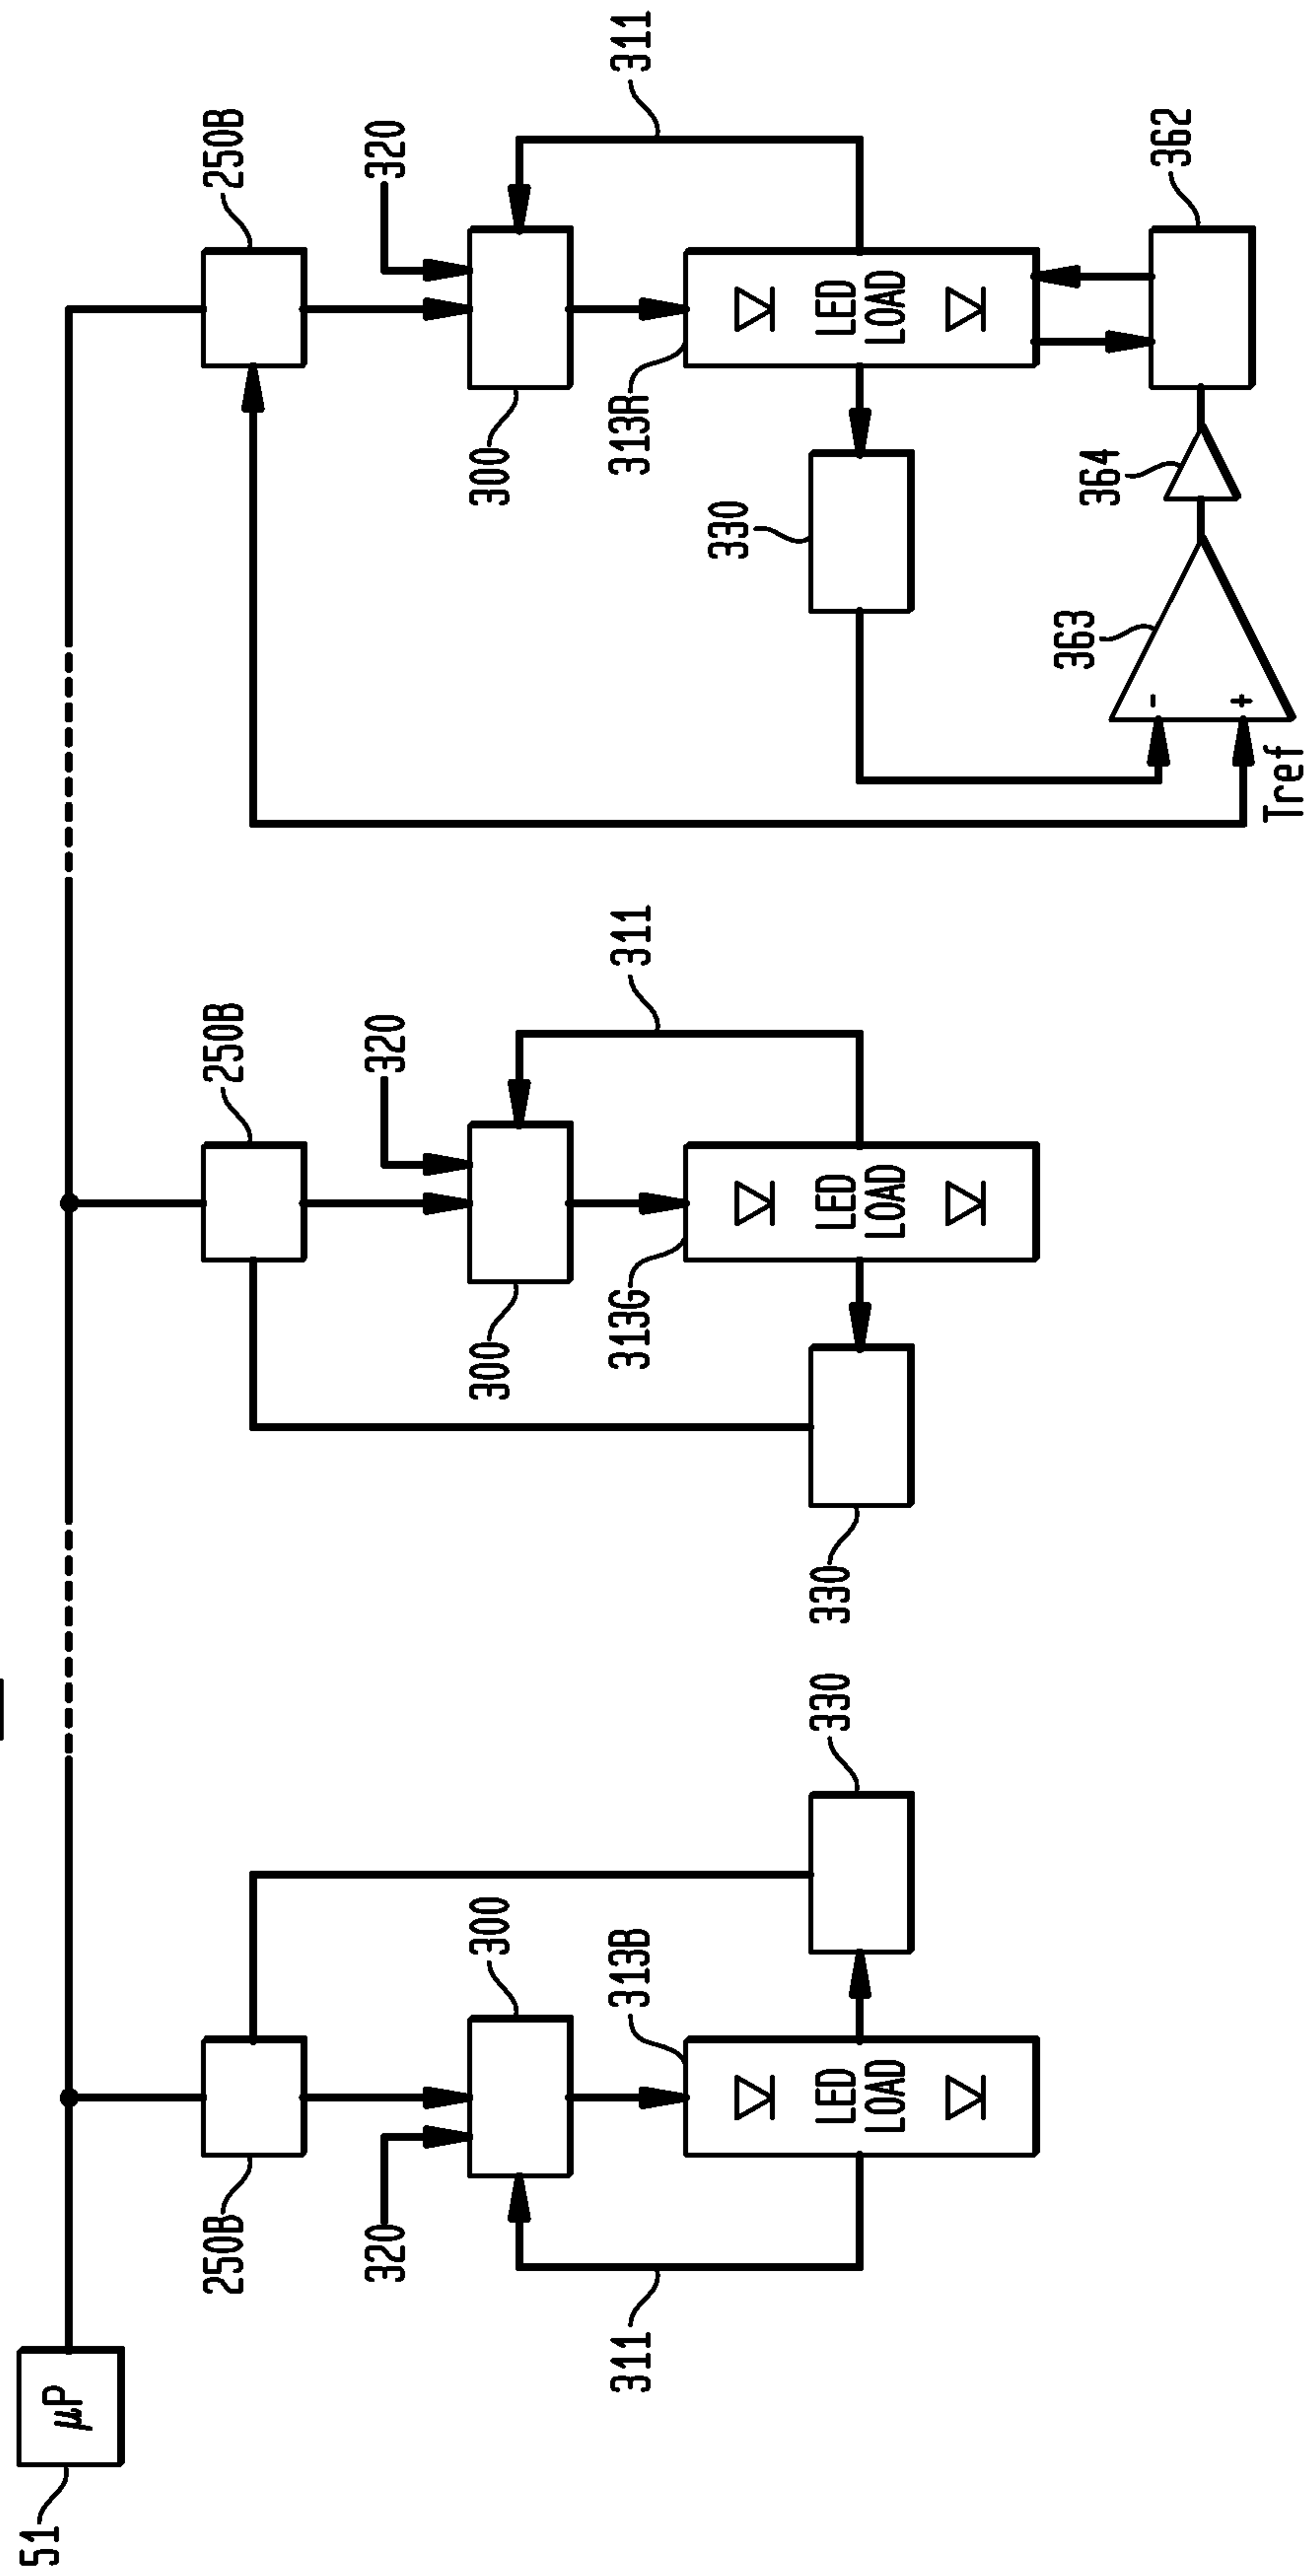 51
μP
250B
320
311
300
313B
LED
LOAD
330
250B
320
311
300
313G
LED
LOAD
330
250B
320
311
300
313R
LED
LOAD
330
362
364
363
-
+
Tref